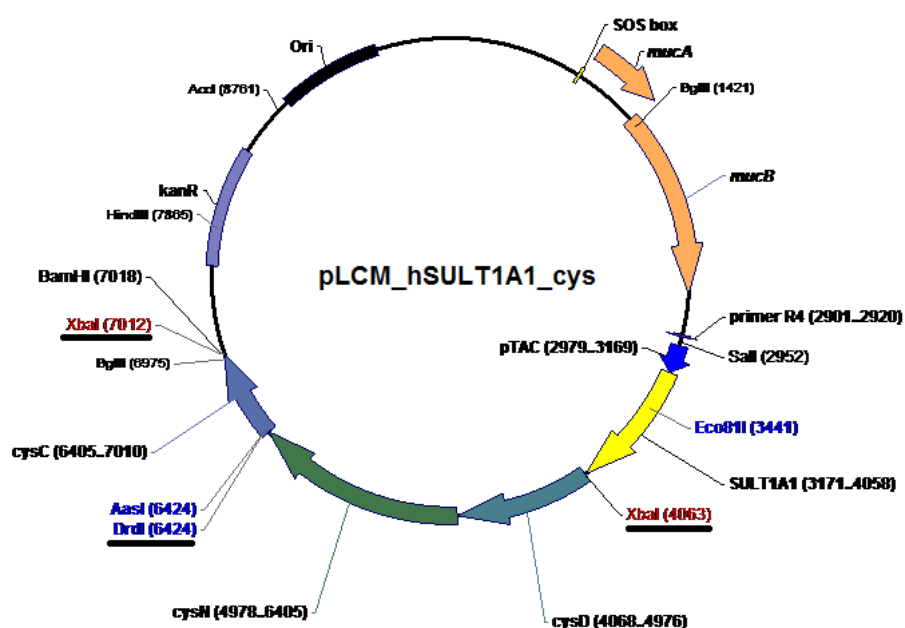 SOS box
mucA
Ori
AccI (8761)
BglII (1421)
mucB
kanR
HindIII (7865)
pLCM_hSULT1A1_cys
BamHI (7018)
XbaI (7012)
BglII (6975)
primer R4 (2901..2920)
pTAC (2979..3169)
SalI (2952)
Eco81I (3441)
cysC (6405..7010)
SULT1A1 (3171..4058)
AasI (6424)
DrdI (6424)
XbaI (4063)
cysN (4978..6405)
cysD (4068..4976)